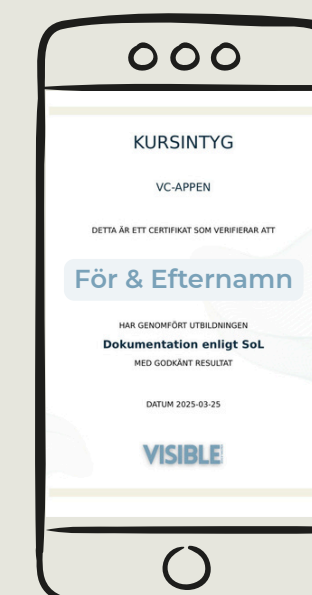 KURSINTYG
VC-APPEN
DETTA ÄR ETT CERTIFIKAT SOM VERIFIERAR ATT
För & Efternamn
HAR GENOMFÖRT UTBILDNINGEN
Dokumentation enligt SoL
MED GODKÄNT RESULTAT
DATUM 2025-03-25
VISIBLE